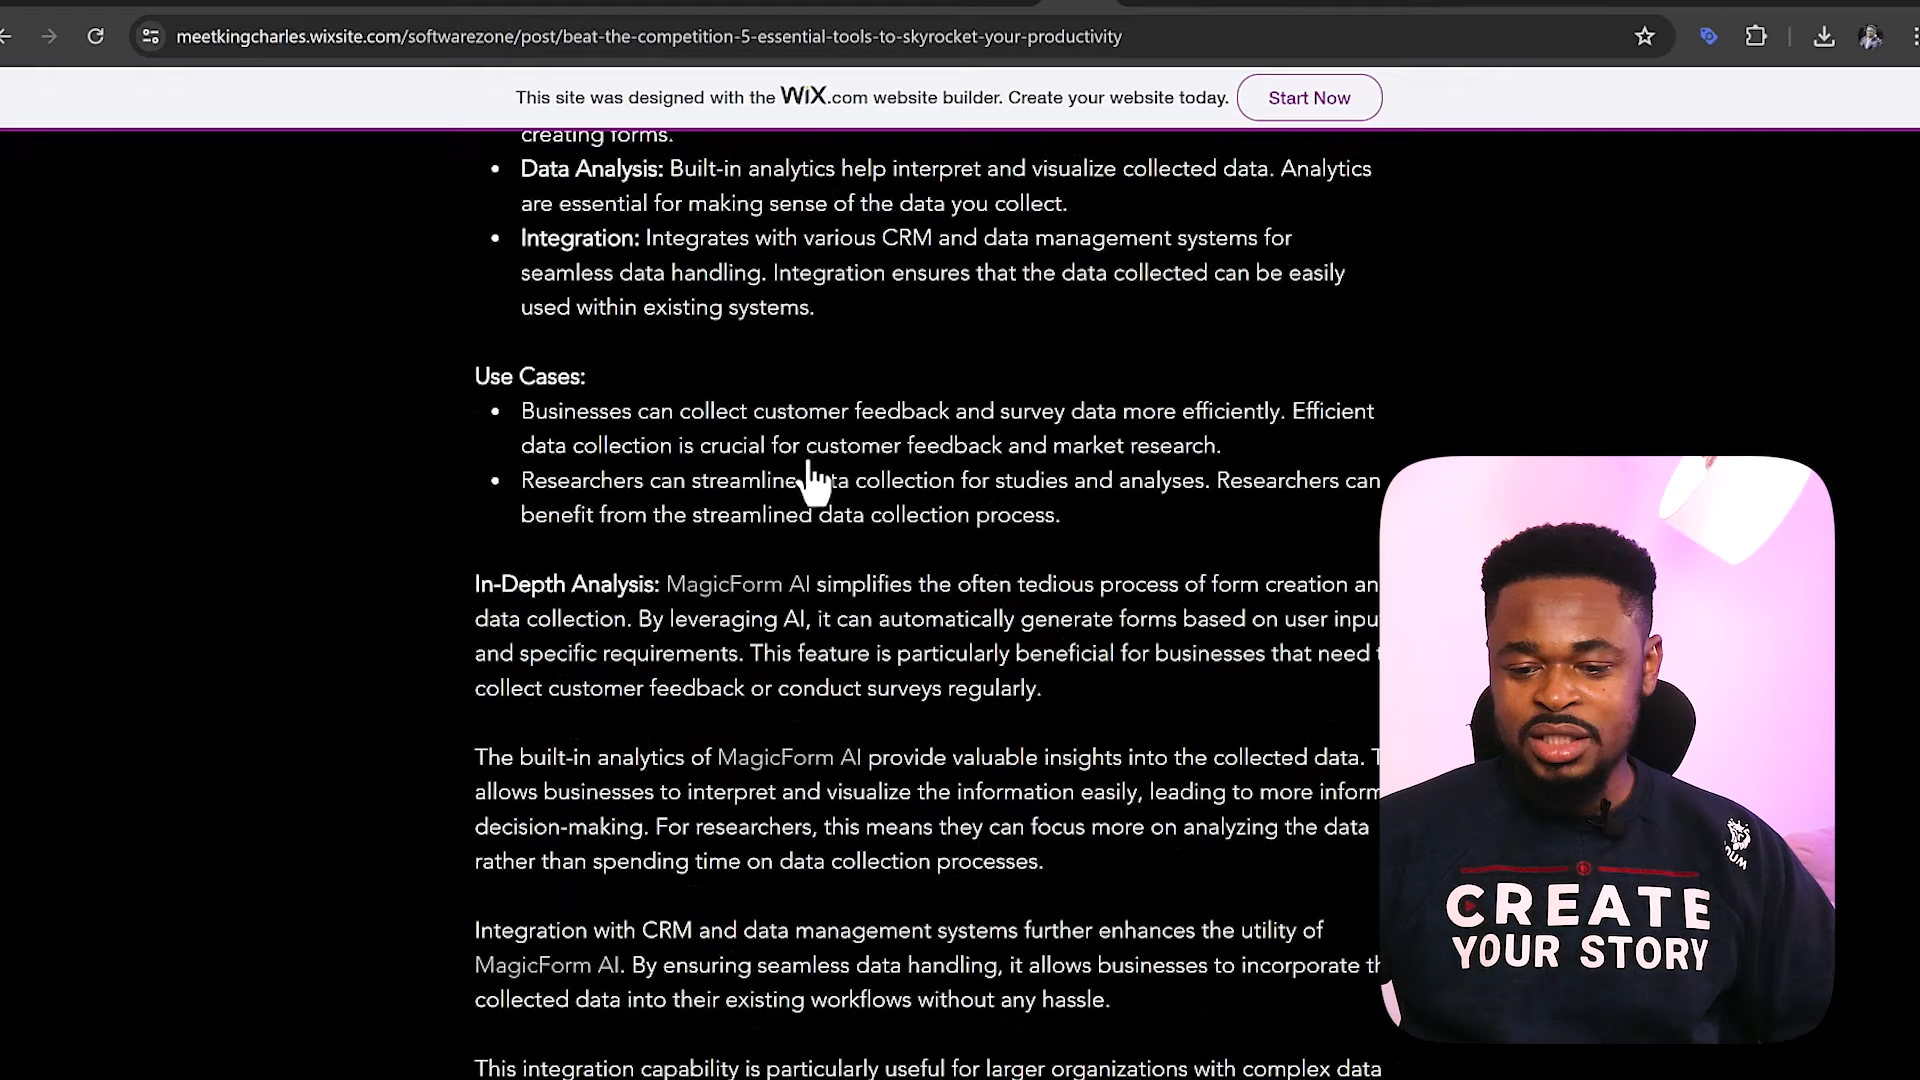 meetkingcharles.wixsite.com/softwarezone/post/beat-the-competition-5-essential-tools-to-skyrocket-your-productivity
This site was designed with the WiX.com website builder. Create your website today. Start Now
creating forms.
• Data Analysis: Built-in analytics help interpret and visualize collected data. Analytics
are essential for making sense of the data you collect.
• Integration: Integrates with various CRM and data management systems for
seamless data handling. Integration ensures that the data collected can be easily
used within existing systems.
Use Cases:
• Businesses can collect customer feedback and survey data more efficiently. Efficient
data collection is crucial for customer feedback and market research.
• Researchers can streamline ta collection for studies and analyses. Researchers can
benefit from the streamlined data collection process.
In-Depth Analysis: MagicForm AI simplifies the often tedious process of form creation an
data collection. By leveraging AI, it can automatically generate forms based on user inpu
and specific requirements. This feature is particularly beneficial for businesses that need
collect customer feedback or conduct surveys regularly.
The built-in analytics of MagicForm AI provide valuable insights into the collected data.
allows businesses to interpret and visualize the information easily, leading to more inform
decision-making. For researchers, this means they can focus more on analyzing the data
rather than spending time on data collection processes.
Integration with CRM and data management systems further enhances the utility of
MagicForm AI. By ensuring seamless data handling, it allows businesses to incorporate th
collected data into their existing workflows without any hassle.
This integration capability is particularly useful for larger organizations with complex data
CREATE
YOUR STORY